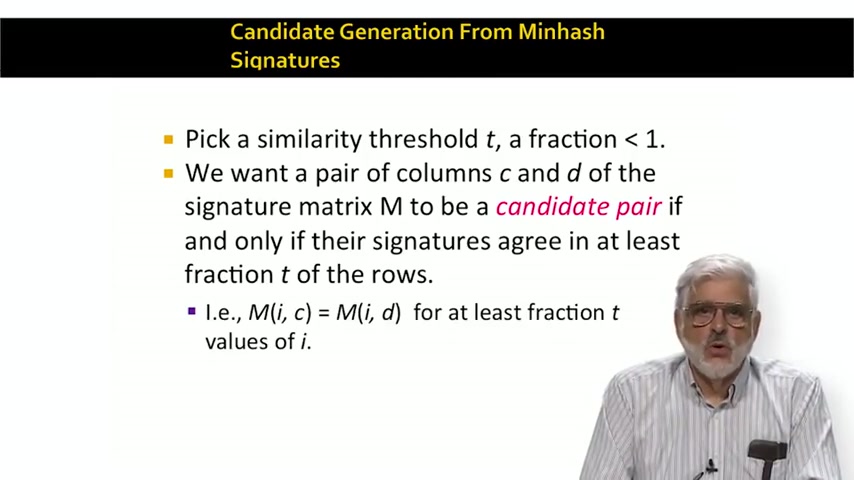 Candidate Generation From Minhash
Signatures
Pick a similarity threshold t, a fraction < 1.
We want a pair of columns c and d of the
signature matrix M to be a candidate pair if
and only if their signatures agree in at least
fraction t of the rows.
I.e., M(i, c) = M(i, d) for at least fraction t
values of i.